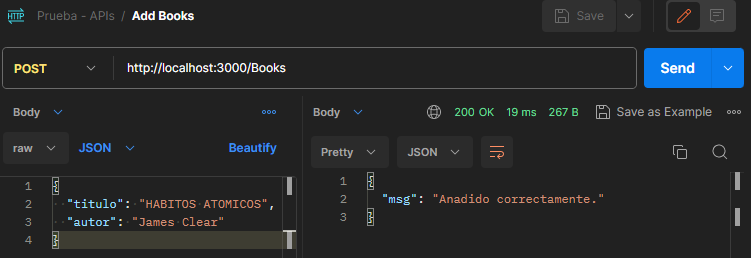 HTTP Prueba - APIs / Add Books Save
POST http://localhost:3000/Books Send
Body
raw JSON Beautify
1 {
2 "titulo": "HABITOS ATOMICOS",
3 "autor": "James Clear"
4 }
Body 200 OK 19 ms 267 B Save as Example
Pretty JSON
1 {
2 "msg": "Anadido correctamente."
3 }